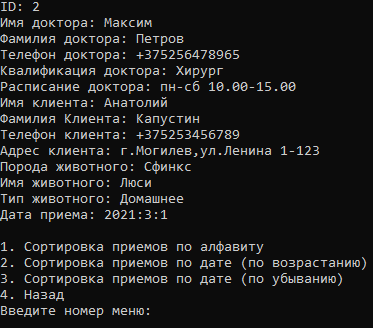 ID: 2
Имя доктора: Максим
Фамилия доктора: Петров
Телефон доктора: +375256478965
Квалификация доктора: Хирург
Расписание доктора: пн-сб 10.00-15.00
Имя клиента: Анатолий
Фамилия Клиента: Капустин
Телефон клиента: +375253456789
Адрес клиента: г.Могилев,ул.Ленина 1-123
Порода животного: Сфинкс
Имя животного: Люси
Тип животного: Домашнее
Дата приема: 2021:3:1
1. Сортировка приемов по алфавиту
2. Сортировка приемов по дате (по возрастанию)
3. Сортировка приемов по дате (по убыванию)
4. Назад
Введите номер меню: